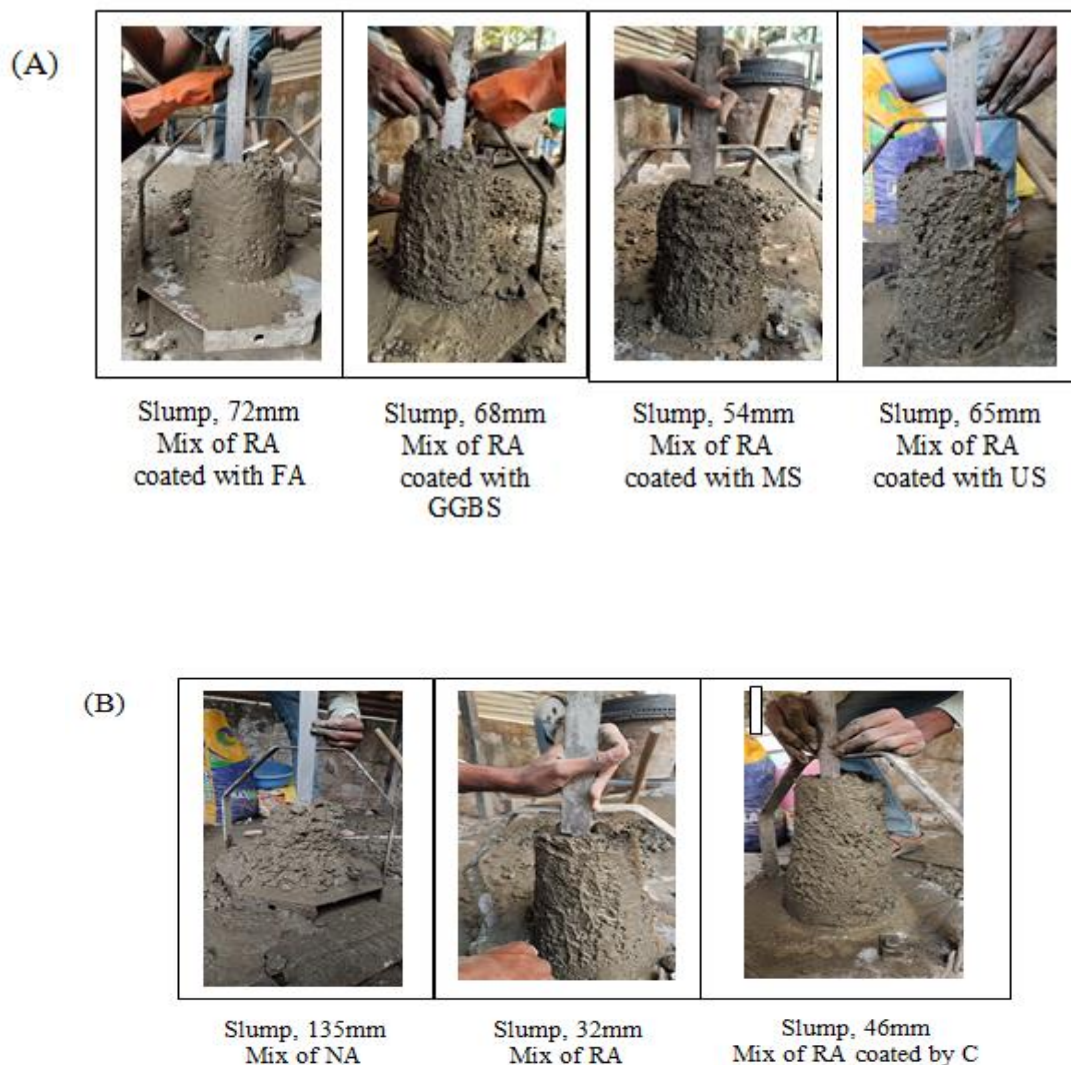 (A)
Slump, 72mm
Mix of RA
coated with FA
Slump, 68mm
Mix of RA
coated with
GGBS
Slump, 54mm
Mix of RA
coated with MS
Slump, 65mm
Mix of RA
coated with US
(B)
Slump, 135mm
Mix of NA
Slump, 32mm
Mix of RA
Slump, 46mm
Mix of RA coated by C